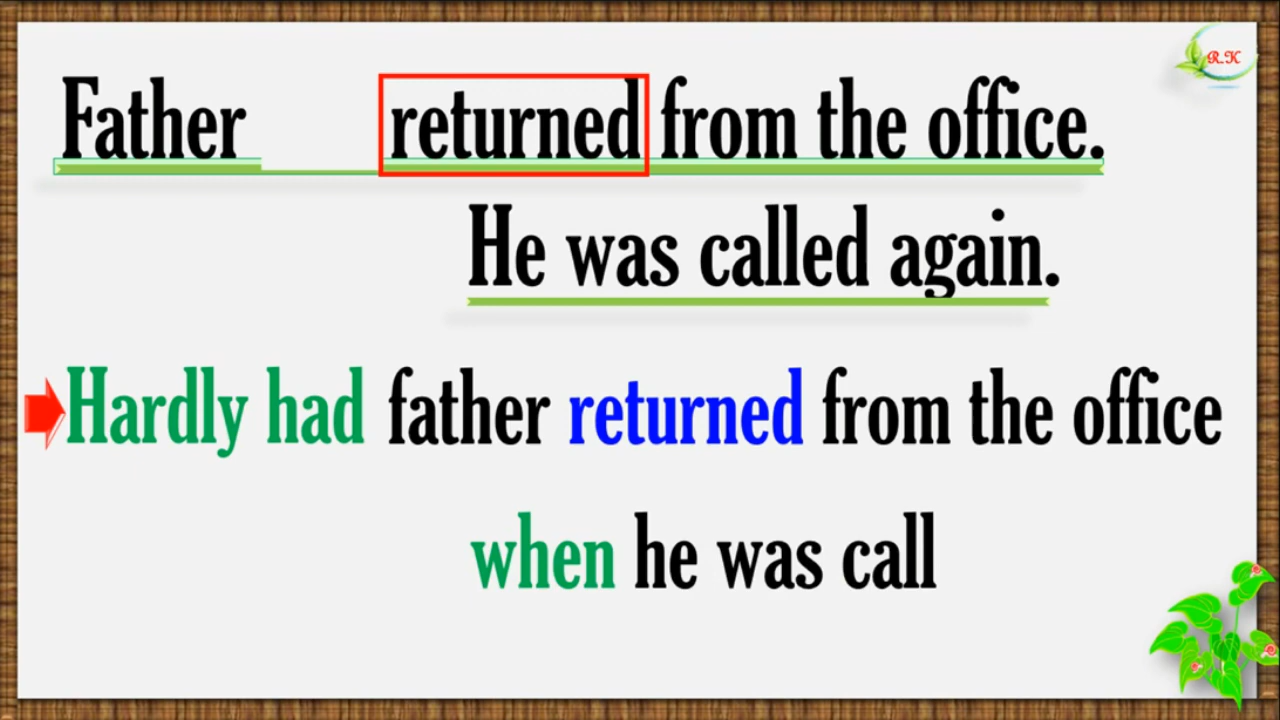 R.K
Father returned from the office.
He was called again.
Hardly had father returned from the office
when he was call